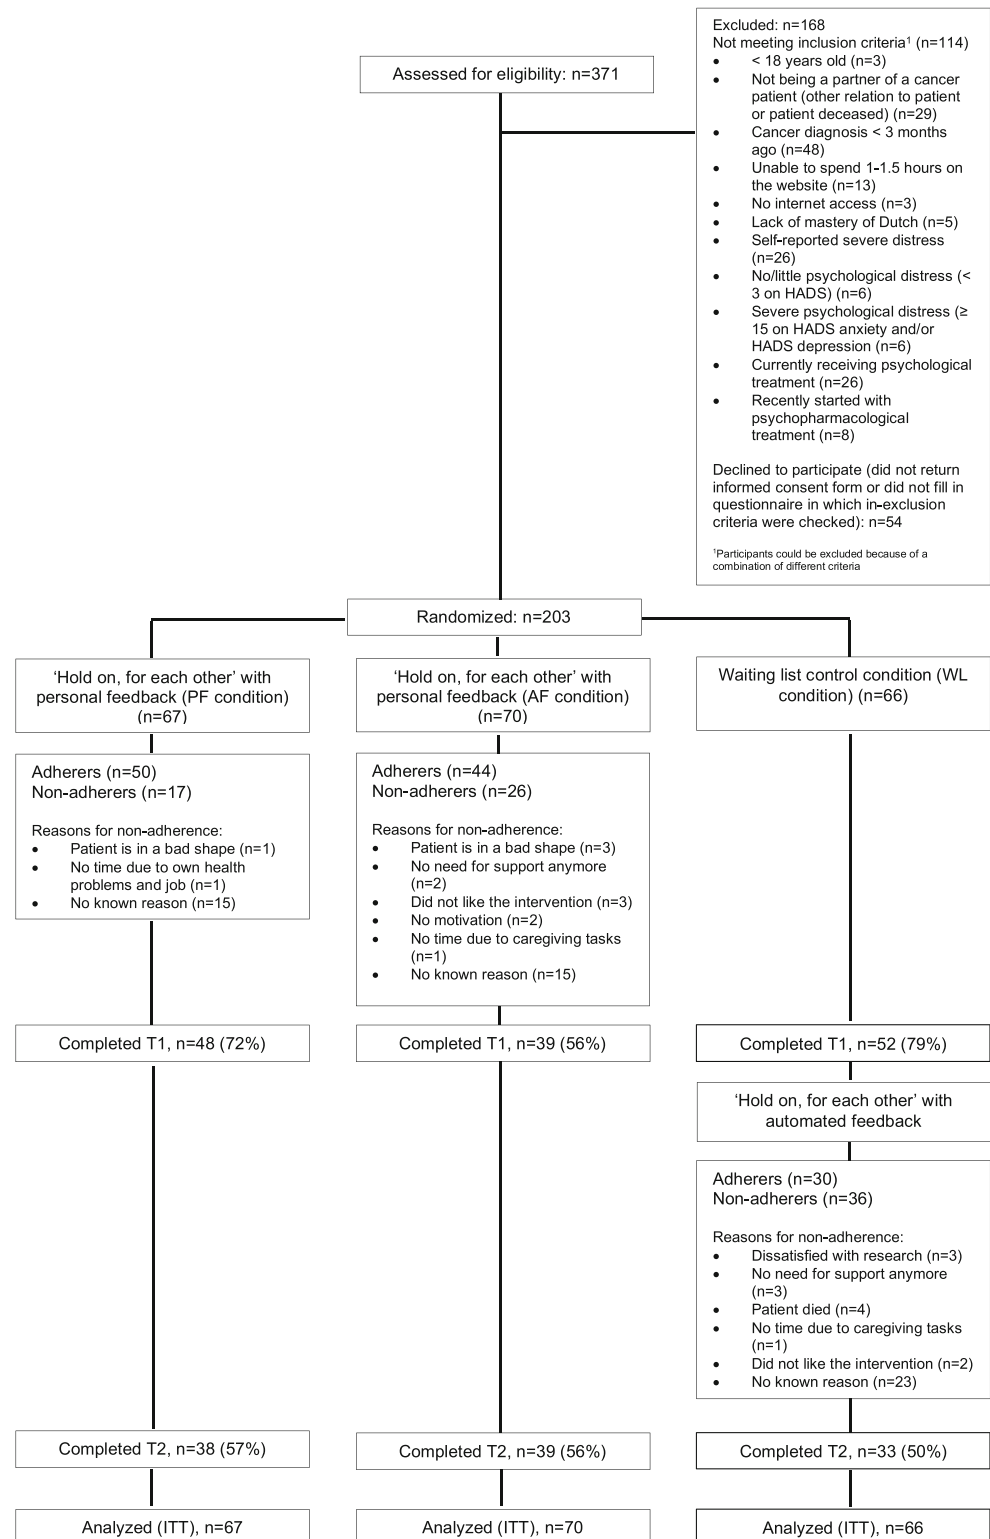 Assessed for eligibility: n=371
Excluded: n=168
Not meeting inclusion criteria¹ (n=114)
• < 18 years old (n=3)
• Not being a partner of a cancer
patient (other relation to patient
or patient deceased) (n=29)
• Cancer diagnosis < 3 months
ago (n=48)
• Unable to spend 1-1.5 hours on
the website (n=13)
• No internet access (n=3)
• Lack of mastery of Dutch (n=5)
• Self-reported severe distress
(n=26)
• No/little psychological distress (<
3 on HADS) (n=6)
• Severe psychological distress (≥
15 on HADS anxiety and/or
HADS depression (n=6)
• Currently receiving psychological
treatment (n=26)
• Recently started with
psychopharmacological
treatment (n=8)
Declined to participate (did not return
informed consent form or did not fill in
questionnaire in which in-exclusion
criteria were checked): n=54
¹Participants could be excluded because of a
combination of different criteria
Randomized: n=203
‘Hold on, for each other’ with
personal feedback (PF condition)
(n=67)
Adherers (n=50)
Non-adherers (n=17)
Reasons for non-adherence:
• Patient is in a bad shape (n=1)
• No time due to own health
problems and job (n=1)
• No known reason (n=15)
Completed T1, n=48 (72%)
Completed T2, n=38 (57%)
Analyzed (ITT), n=67
‘Hold on, for each other’ with
personal feedback (AF condition)
(n=70)
Adherers (n=44)
Non-adherers (n=26)
Reasons for non-adherence:
• Patient is in a bad shape (n=3)
• No need for support anymore
(n=2)
• Did not like the intervention (n=3)
• No motivation (n=2)
• No time due to caregiving tasks
(n=1)
• No known reason (n=15)
Completed T1, n=39 (56%)
Completed T2, n=39 (56%)
Analyzed (ITT), n=70
Waiting list control condition (WL
condition) (n=66)
Completed T1, n=52 (79%)
‘Hold on, for each other’ with
automated feedback
Adherers (n=30)
Non-adherers (n=36)
Reasons for non-adherence:
• Dissatisfied with research (n=3)
• No need for support anymore
(n=3)
• Patient died (n=4)
• No time due to caregiving tasks
(n=1)
• Did not like the intervention (n=2)
• No known reason (n=23)
Completed T2, n=33 (50%)
Analyzed (ITT), n=66